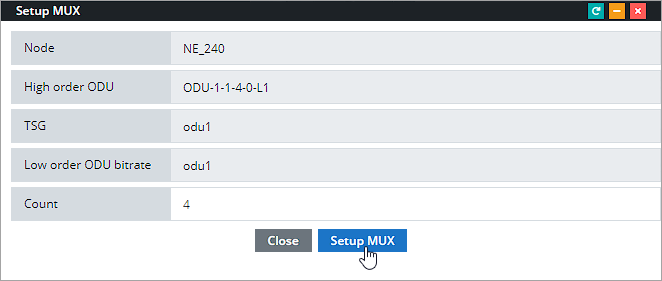 Setup MUX
Node NE_240
High order ODU ODU-1-1-4-0-L1
TSG odu1
Low order ODU bitrate odu1
Count 4
Close Setup MUX